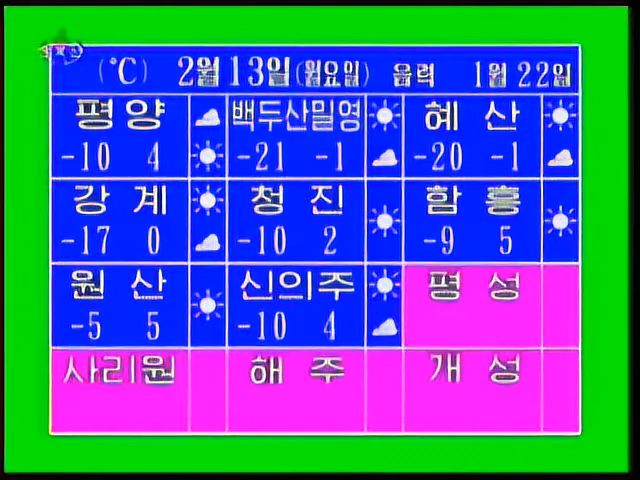 (℃) 2월 13일 (월요일) 음력 1월 22일
평양 백두산밀영 혜산
-10 4 -21 -1 -20 -1
강계 청진 함흥
-17 0 -10 2 -9 5
원산 신의주 평성
-5 5 -10 4
사리원 해주 개성